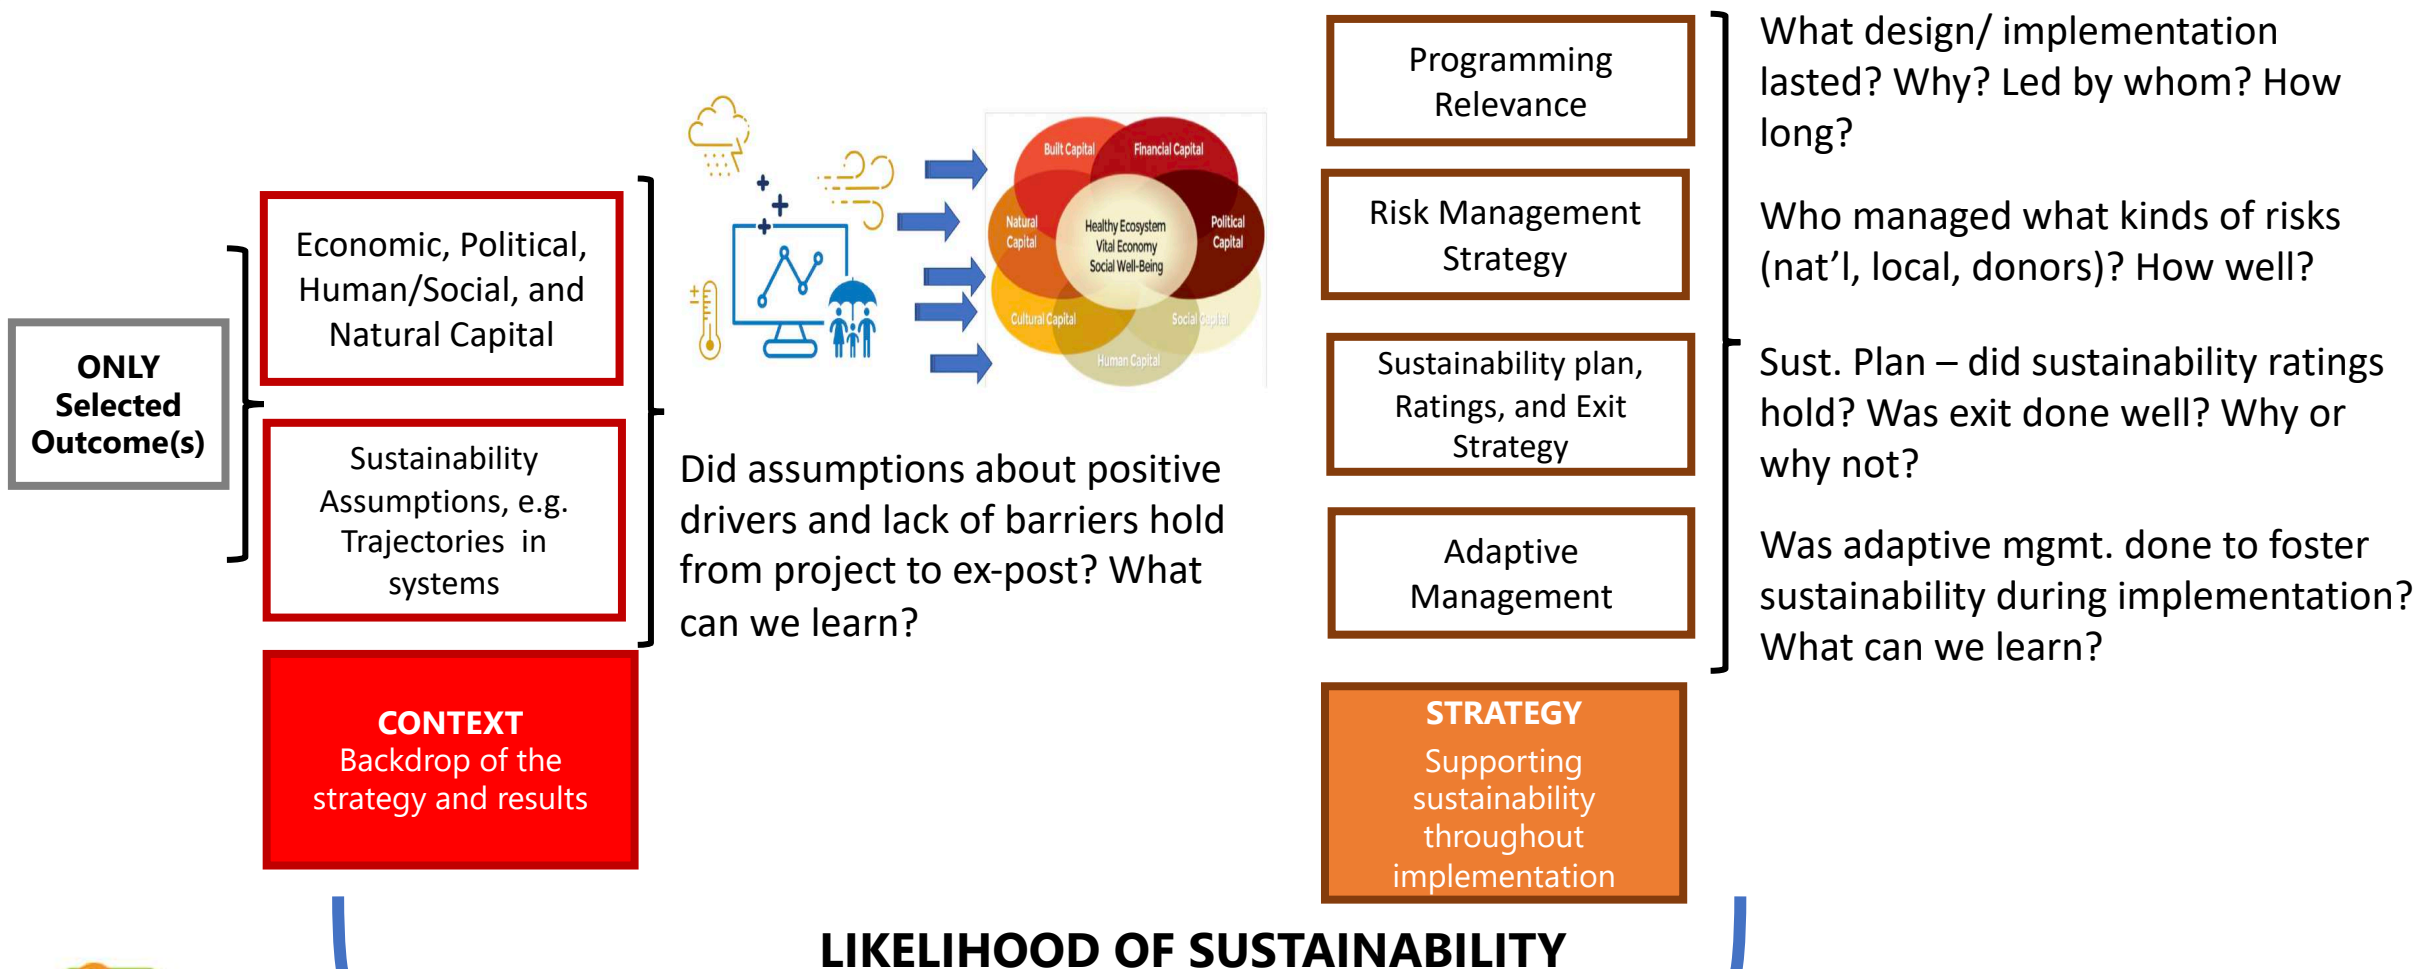 ONLY
Selected
Outcome(s)
Economic, Political,
Human/Social, and
Natural Capital
Sustainability
Assumptions, e.g.
Trajectories in
systems
CONTEXT
Backdrop of the
strategy and results
Built Capital
Financial Capital
Natural
Capital
Healthy Ecosystem
Vital Economy
Social Well-Being
Political
Capital
Cultural Capital
Social Capital
Human Capital
Did assumptions about positive
drivers and lack of barriers hold
from project to ex-post? What
can we learn?
Programming
Relevance
Risk Management
Strategy
Sustainability plan,
Ratings, and Exit
Strategy
Adaptive
Management
STRATEGY
Supporting
sustainability
throughout
implementation
What design/ implementation
lasted? Why? Led by whom? How
long?
Who managed what kinds of risks
(nat’l, local, donors)? How well?
Sust. Plan – did sustainability ratings
hold? Was exit done well? Why or
why not?
Was adaptive mgmt. done to foster
sustainability during implementation?
What can we learn?
LIKELIHOOD OF SUSTAINABILITY